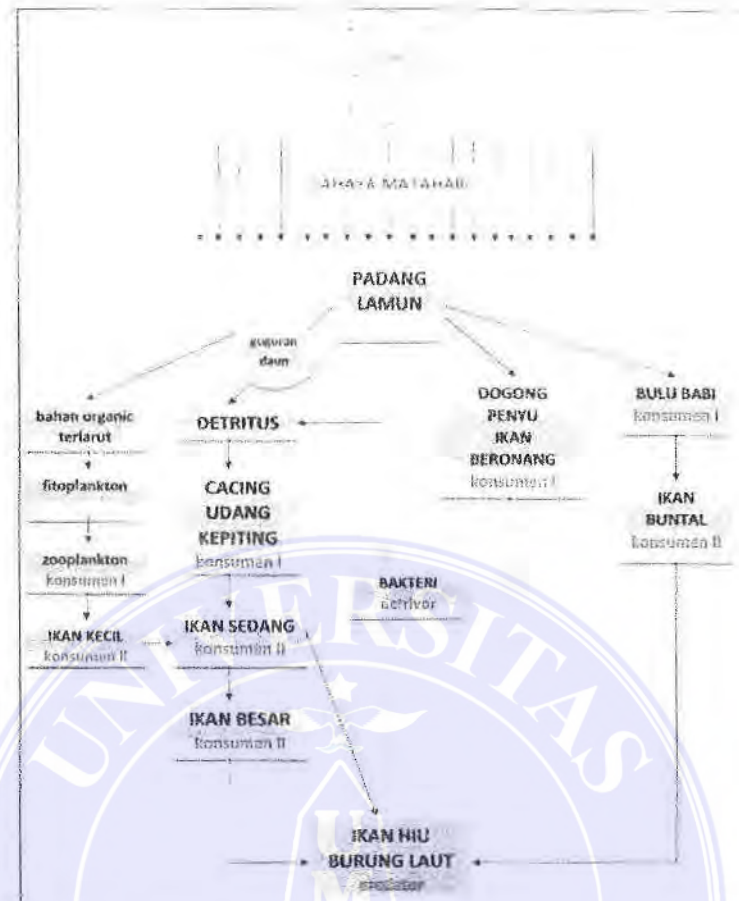 CAHAYA MATAHARI
PADANG
LAMUN
guguran
daun
bahan organic
terlarut
DETRITUS
DOGONG
PENYU
IKAN
BERONANG
konsumen I
BULU BABI
konsumen I
fitoplankton
CACING
UDANG
KEPITING
konsumen I
IKAN
BUNTAL
konsumen II
zooplankton
konsumen I
BAKTERI
IKAN KECIL
konsumen II
IKAN SEDANG
konsumen II
IKAN BESAR
konsumen II
IKAN HIU
BURUNG LAUT
predator
UNIVERSITAS
U
M